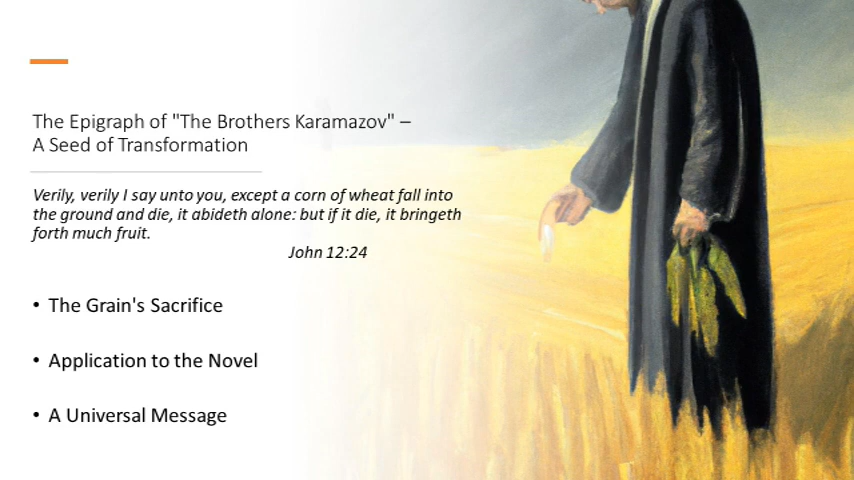 The Epigraph of "The Brothers Karamazov" –
A Seed of Transformation
Verily, verily I say unto you, except a corn of wheat fall into
the ground and die, it abideth alone: but if it die, it bringeth
forth much fruit.
John 12:24
• The Grain's Sacrifice
• Application to the Novel
• A Universal Message